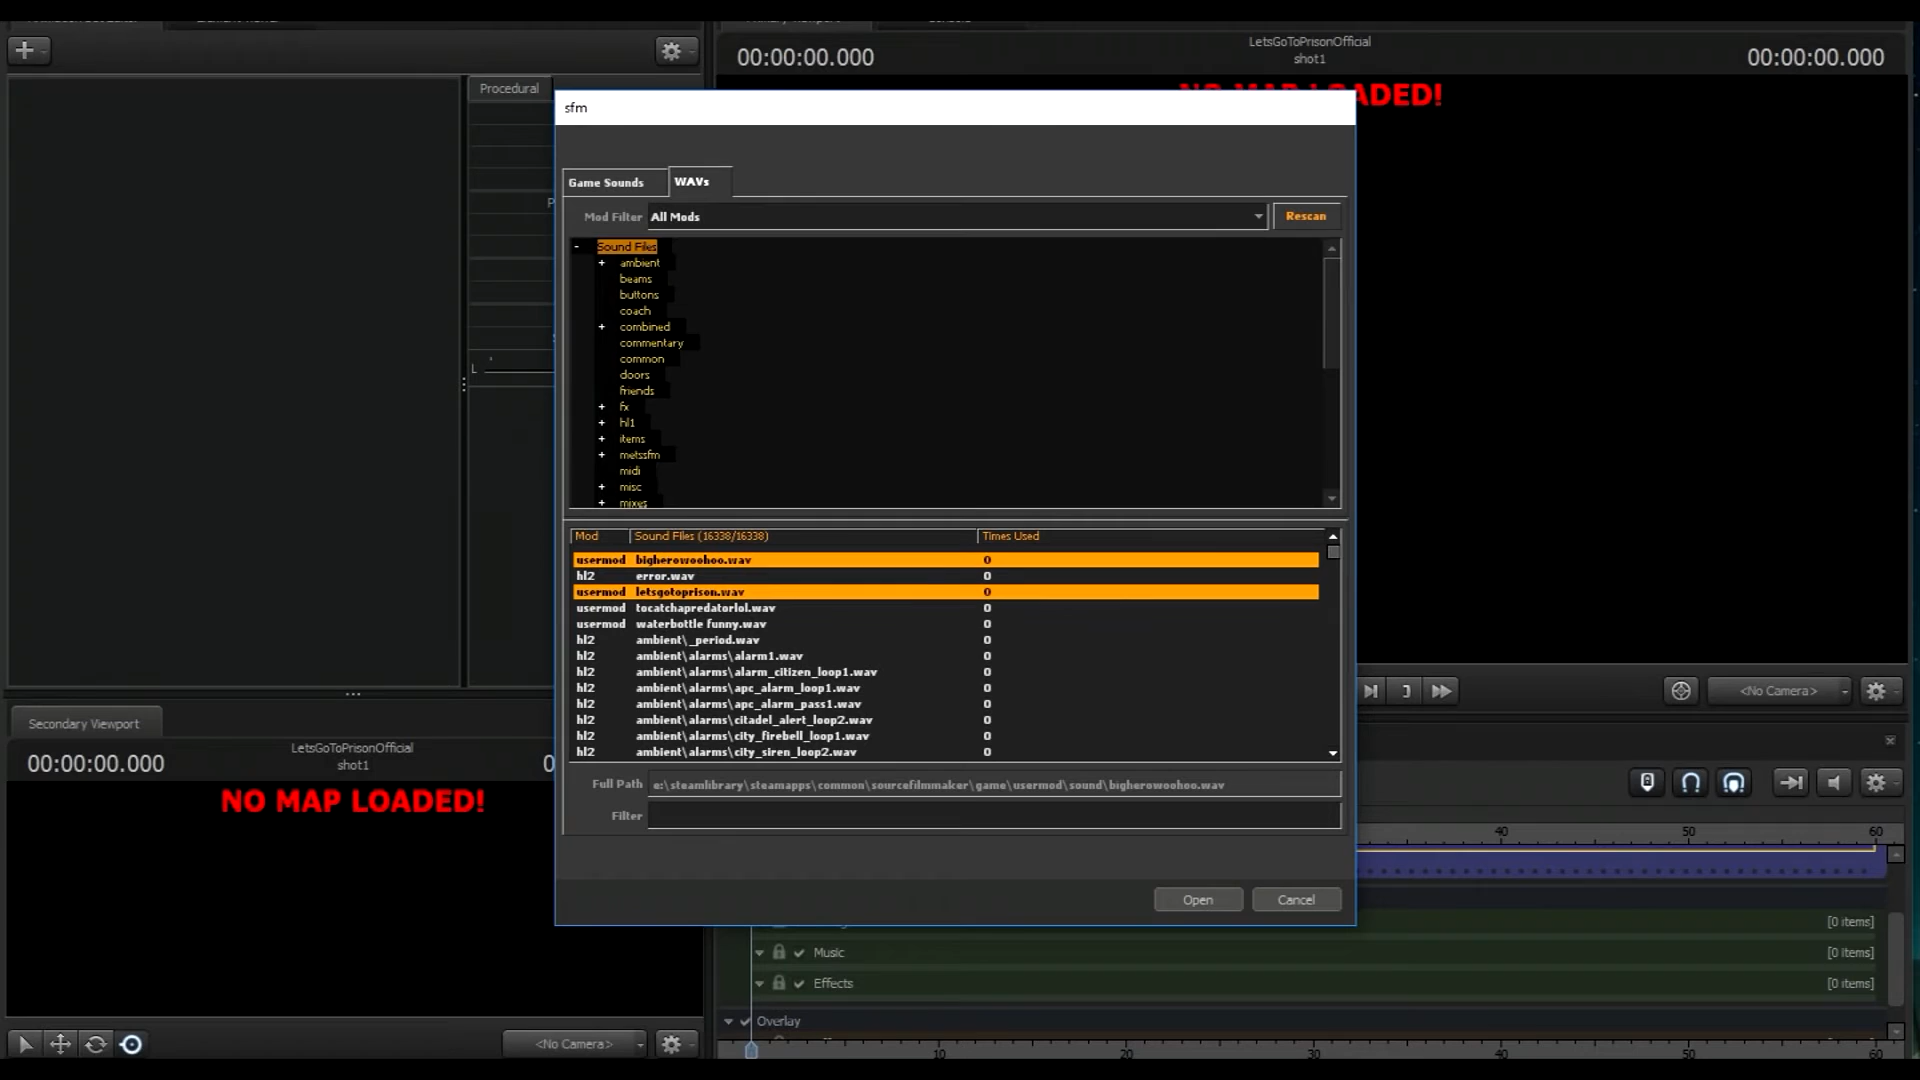 00:00:00.000
LetsGoToPrisonOfficial
shot1
00:00:00.000
Procedural
sfm
Game Sounds
WAVs
Mod Filter
All Mods
Rescan
- Sound Files
+ ambient
beams
buttons
coach
+ combined
commentary
common
doors
friends
+ fx
+ hl1
+ items
+ metssfm
midi
+ misc
+ mixes
Mod
Sound Files (16338/16338)
Times Used
usermod bigherowoohoo.wav 0
hl2 error.wav 0
usermod letsgotoprison.wav 0
usermod tocatchapredatorlol.wav 0
usermod waterbottle funny.wav 0
hl2 ambient\_period.wav 0
hl2 ambient\alarms\alarm1.wav 0
hl2 ambient\alarms\alarm_citizen_loop1.wav 0
hl2 ambient\alarms\apc_alarm_loop1.wav 0
hl2 ambient\alarms\apc_alarm_pass1.wav 0
hl2 ambient\alarms\citadel_alert_loop2.wav 0
hl2 ambient\alarms\city_firebell_loop1.wav 0
hl2 ambient\alarms\city_siren_loop2.wav 0
Full Path
e:\steamlibrary\steamapps\common\sourcefilmmaker\game\usermod\sound\bigherowoohoo.wav
Filter
Open
Cancel
<No Camera>
Secondary Viewport
00:00:00.000
LetsGoToPrisonOfficial
shot1
NO MAP LOADED!
<No Camera>
40 50 60
[0 items]
Music [0 items]
Effects [0 items]
Overlay
10 20 30 40 50 60